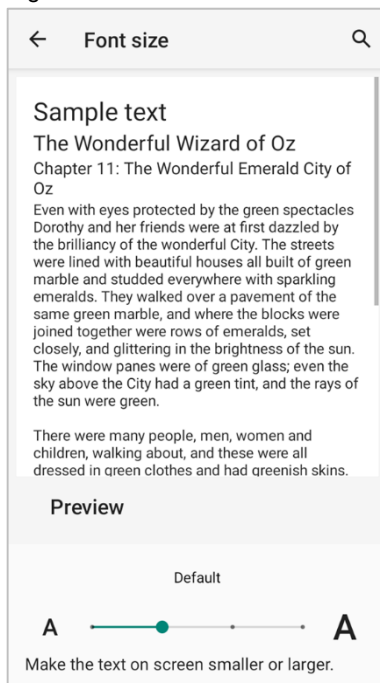 Font size
Sample text
The Wonderful Wizard of Oz
Chapter 11: The Wonderful Emerald City of
Oz
Even with eyes protected by the green spectacles
Dorothy and her friends were at first dazzled by
the brilliancy of the wonderful City. The streets
were lined with beautiful houses all built of green
marble and studded everywhere with sparkling
emeralds. They walked over a pavement of the
same green marble, and where the blocks were
joined together were rows of emeralds, set
closely, and glittering in the brightness of the sun.
The window panes were of green glass; even the
sky above the City had a green tint, and the rays of
the sun were green.
There were many people, men, women and
children, walking about, and these were all
dressed in green clothes and had greenish skins.
Preview
Default
A A
Make the text on screen smaller or larger.